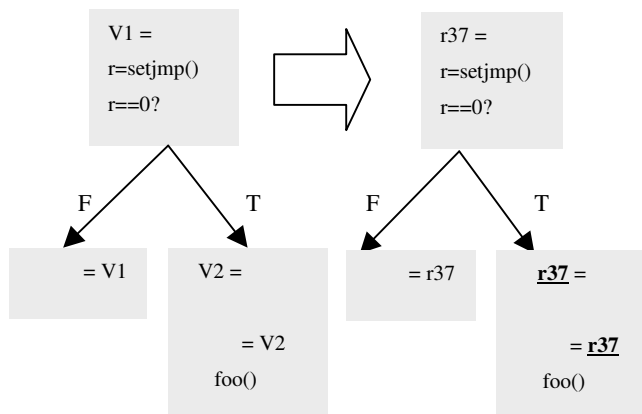 V1 =
r=setjmp()
r==0?
r37 =
r=setjmp()
r==0?
F
T
F
T
= V1
V2 =
= V2
foo()
= r37
r37 =
= r37
foo()